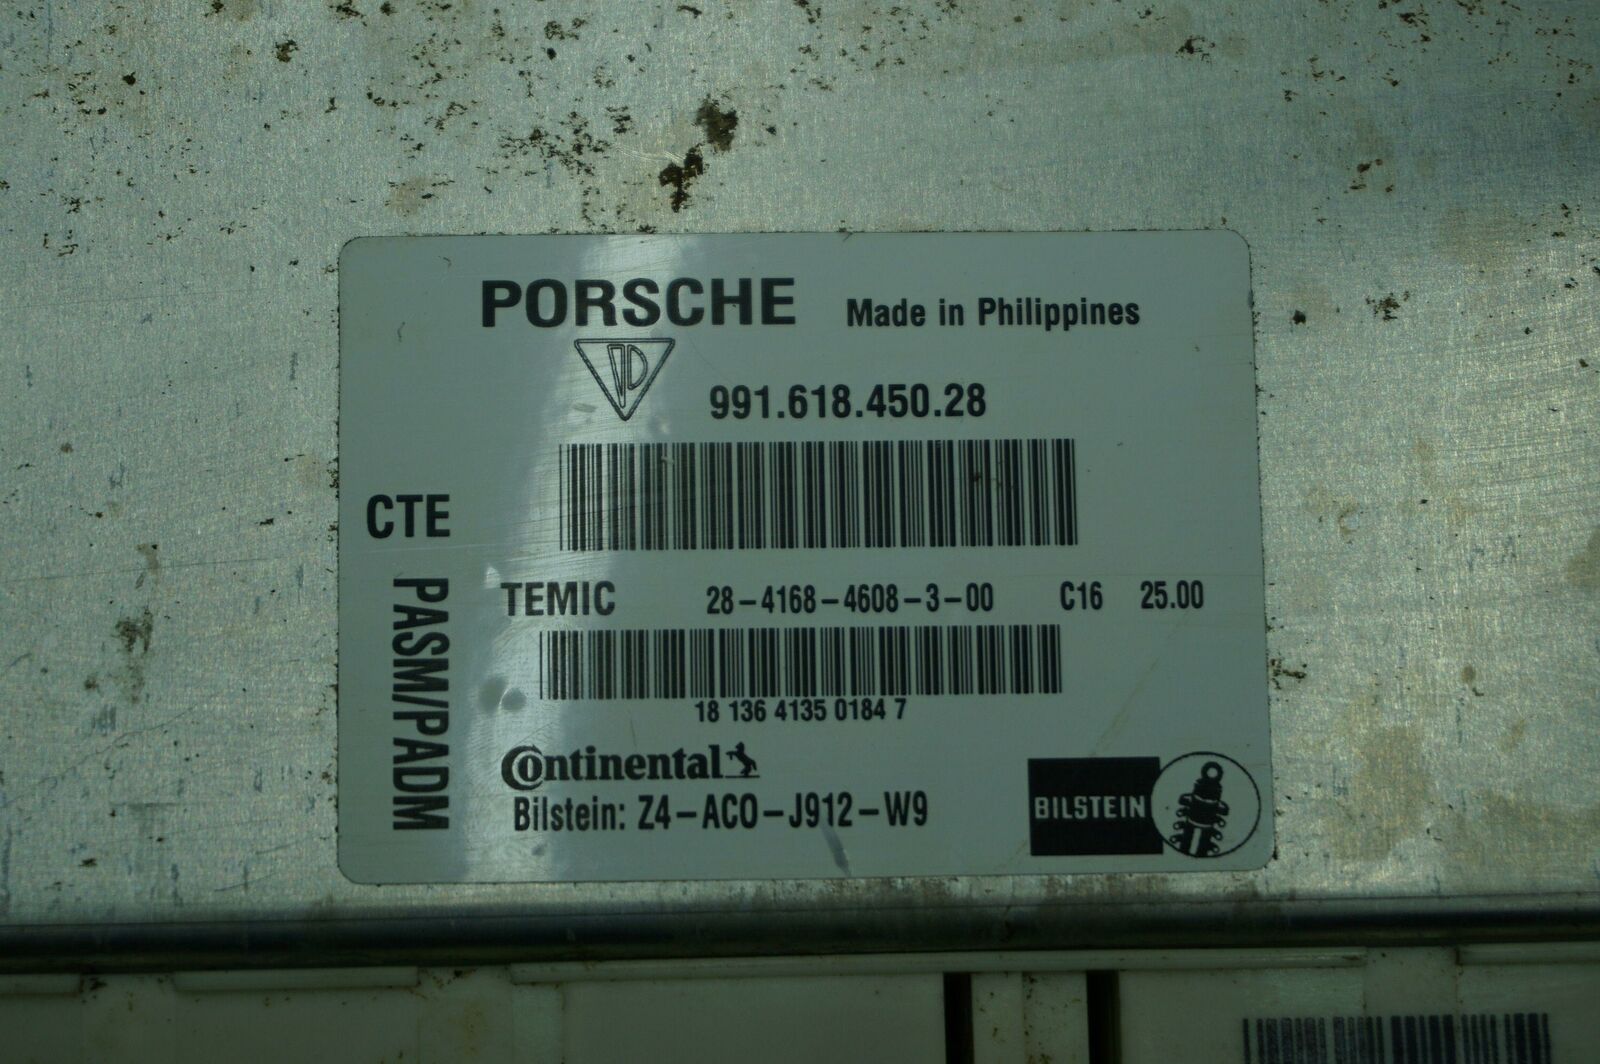 PORSCHE Made in Philippines
991.618.450.28
CTE
PASM/PADM
TEMIC 28-4168-4608-3-00 C16 25.00
18 136 4135 0184 7
Continental
Bilstein: Z4-ACO-J912-W9
BILSTEIN